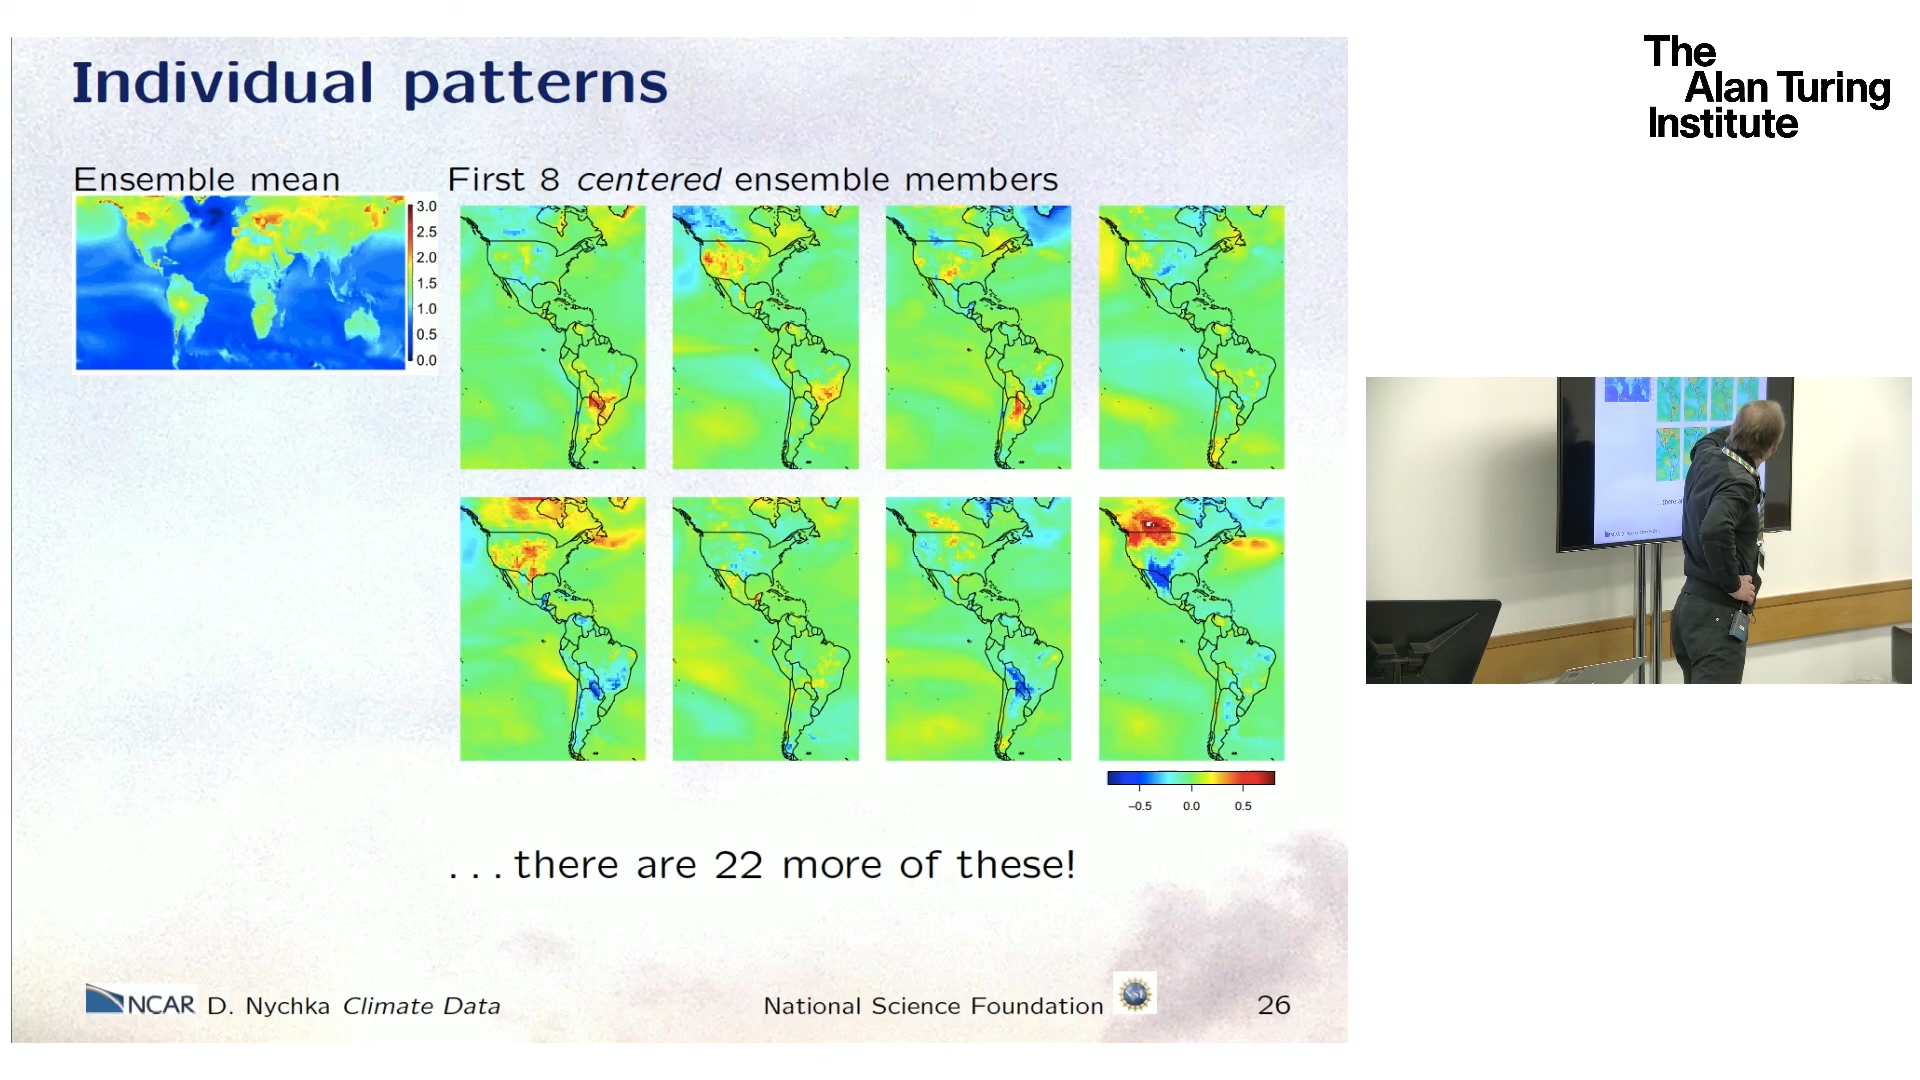 Individual patterns
Ensemble mean
First 8 centered ensemble members
3.0
2.5
2.0
1.5
1.0
0.5
0.0
−0.5 0.0 0.5
...there are 22 more of these!
NCAR D. Nychka Climate Data
National Science Foundation
26
The
Alan Turing
Institute